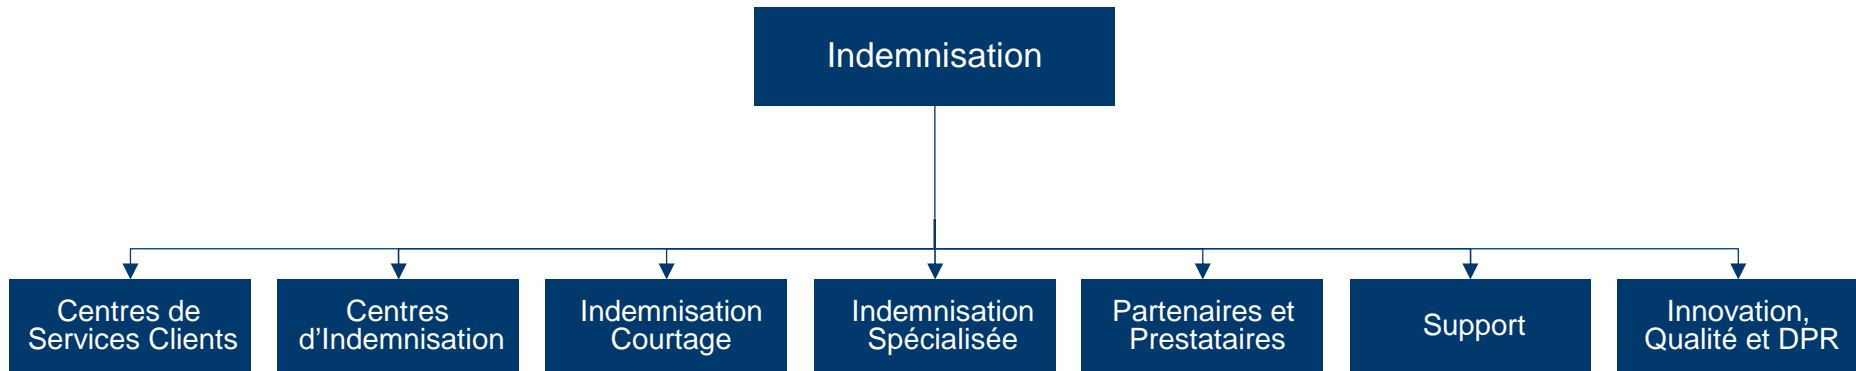 Indemnisation
Centres de
Services Clients
Centres
d’Indemnisation
Indemnisation
Courtage
Indemnisation
Spécialisée
Partenaires et
Prestataires
Support
Innovation,
Qualité et DPR